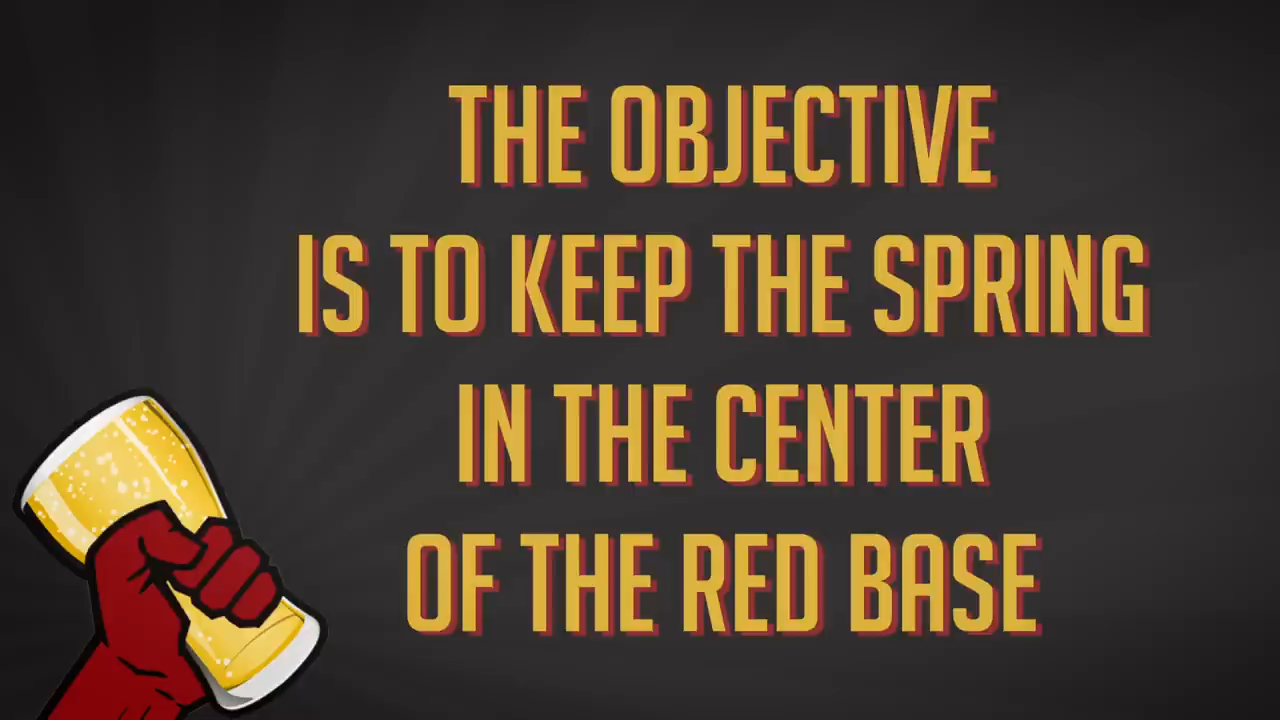 THE OBJECTIVE
IS TO KEEP THE SPRING
IN THE CENTER
OF THE RED BASE